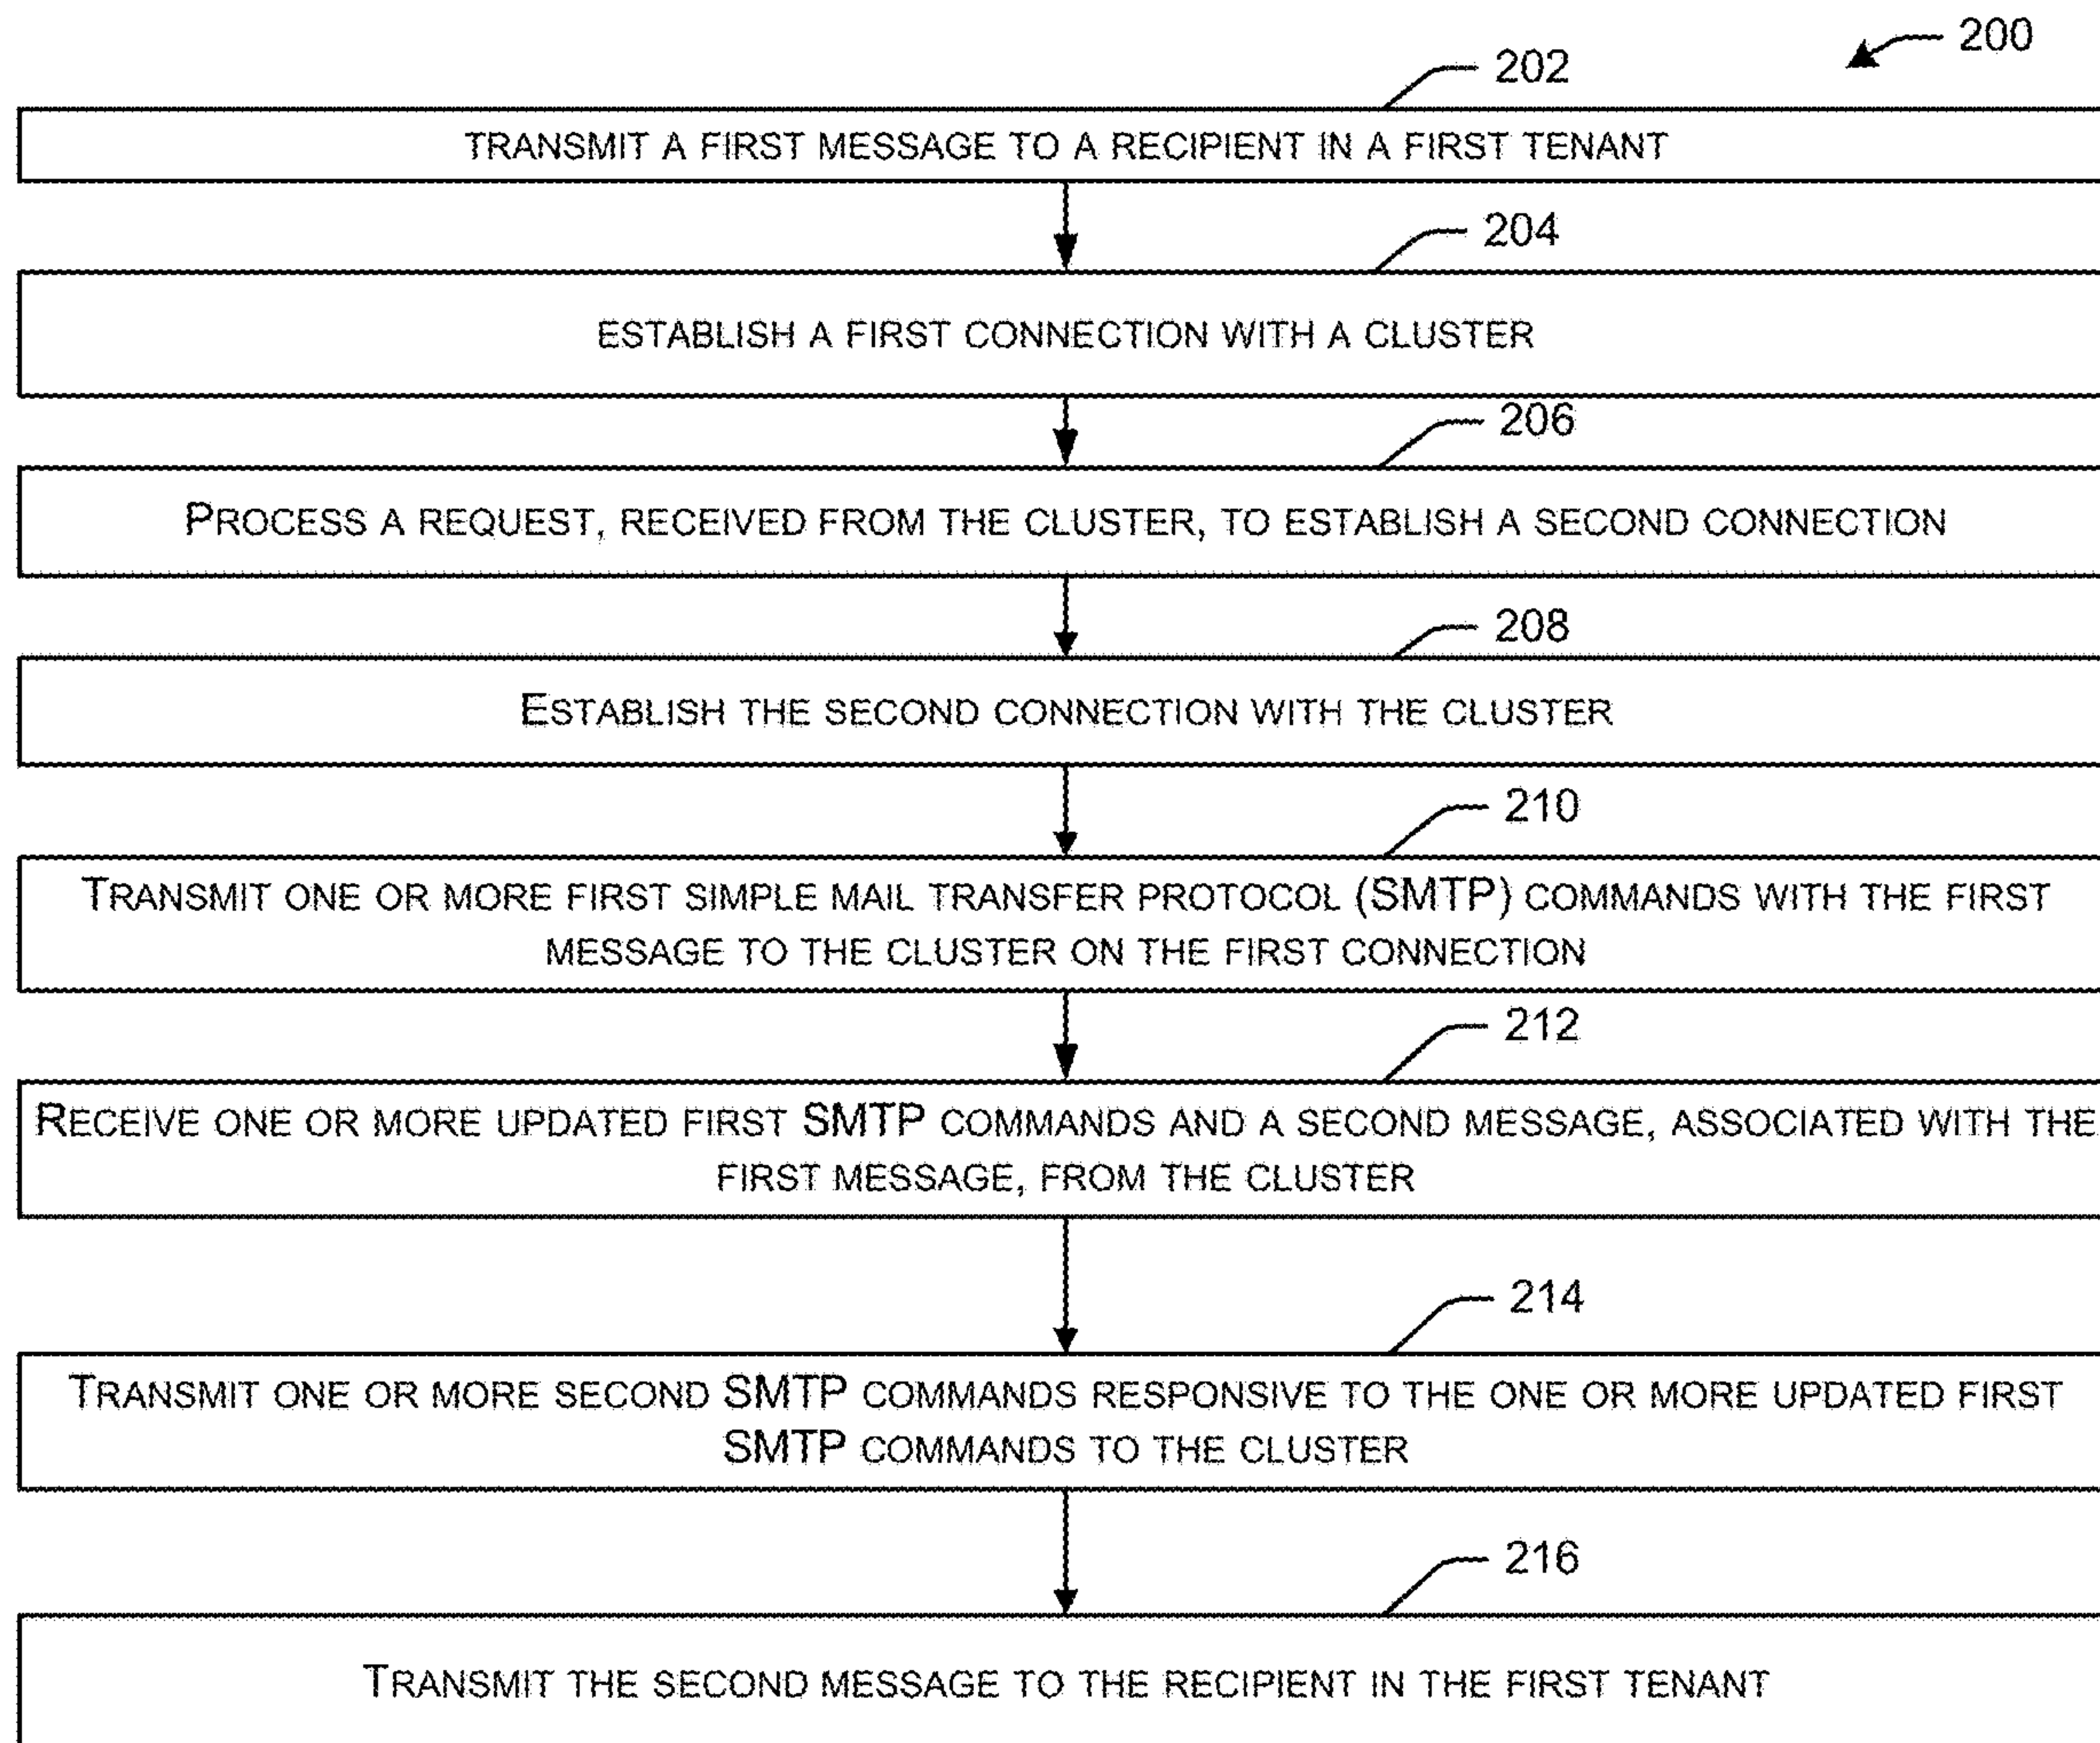 200
202
TRANSMIT A FIRST MESSAGE TO A RECIPIENT IN A FIRST TENANT
204
ESTABLISH A FIRST CONNECTION WITH A CLUSTER
206
PROCESS A REQUEST, RECEIVED FROM THE CLUSTER, TO ESTABLISH A SECOND CONNECTION
208
ESTABLISH THE SECOND CONNECTION WITH THE CLUSTER
210
TRANSMIT ONE OR MORE FIRST SIMPLE MAIL TRANSFER PROTOCOL (SMTP) COMMANDS WITH THE FIRST
MESSAGE TO THE CLUSTER ON THE FIRST CONNECTION
212
RECEIVE ONE OR MORE UPDATED FIRST SMTP COMMANDS AND A SECOND MESSAGE, ASSOCIATED WITH THE
FIRST MESSAGE, FROM THE CLUSTER
214
TRANSMIT ONE OR MORE SECOND SMTP COMMANDS RESPONSIVE TO THE ONE OR MORE UPDATED FIRST
SMTP COMMANDS TO THE CLUSTER
216
TRANSMIT THE SECOND MESSAGE TO THE RECIPIENT IN THE FIRST TENANT